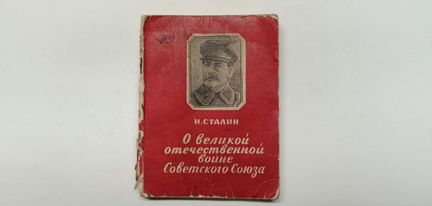 И. СТАЛИН
О великой
отечественной
войне
Советского Союза